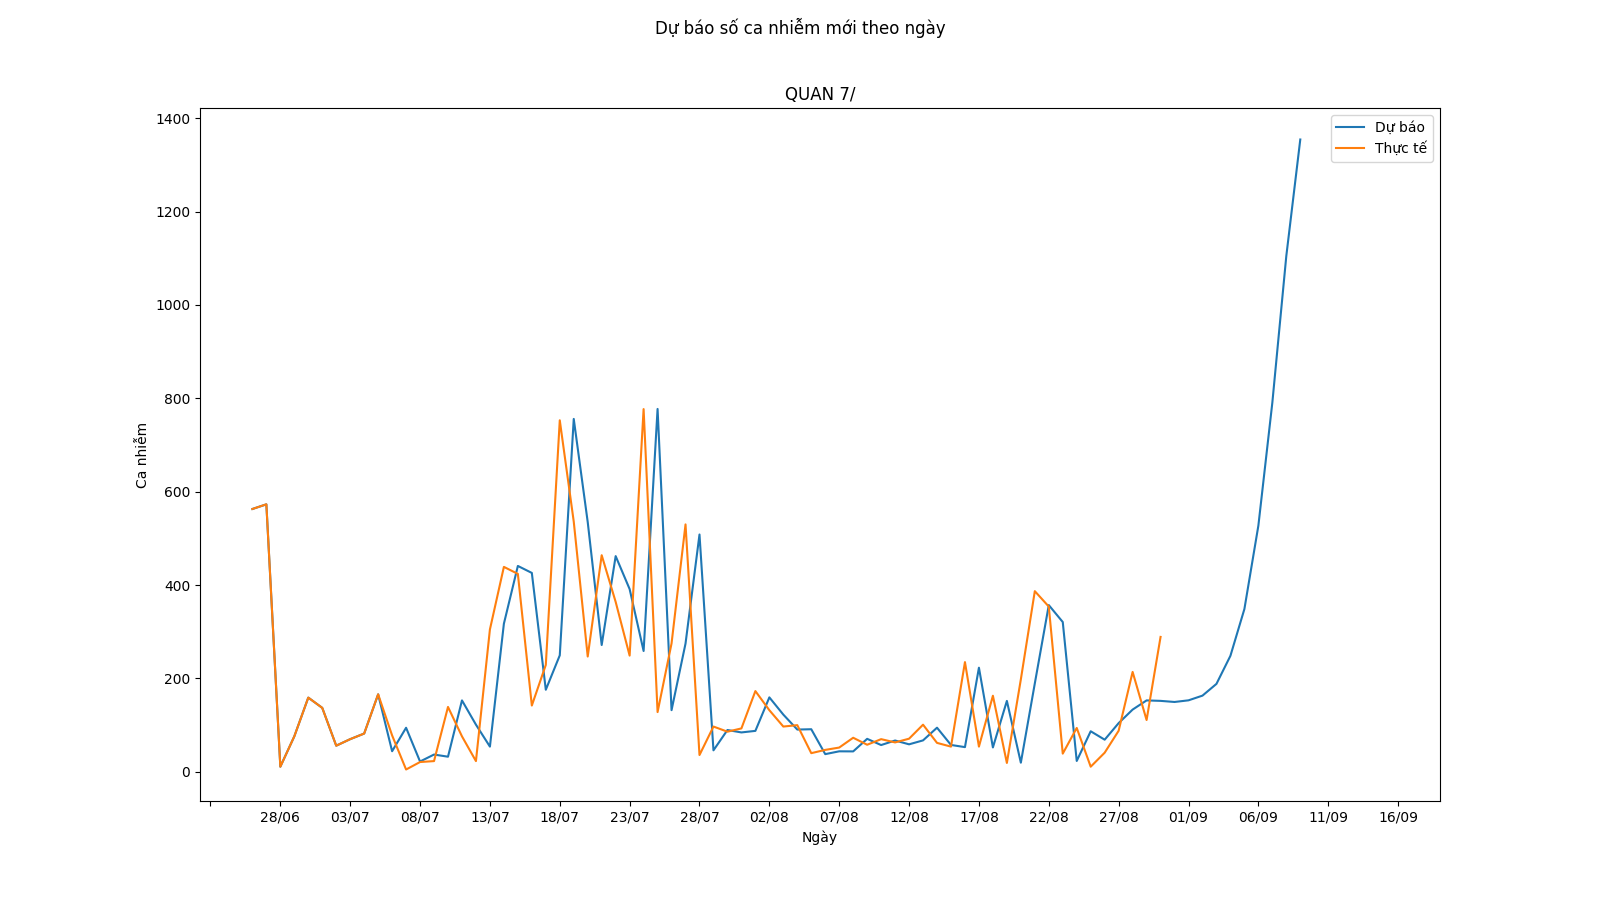 Dự báo số ca nhiễm mới theo ngày
QUAN 7/
Dự báo
Thực tế
1400
1200
1000
800
600
400
200
0
Ca nhiễm
28/06 03/07 08/07 13/07 18/07 23/07 28/07 02/08 07/08 12/08 17/08 22/08 27/08 01/09 06/09 11/09 16/09
Ngày